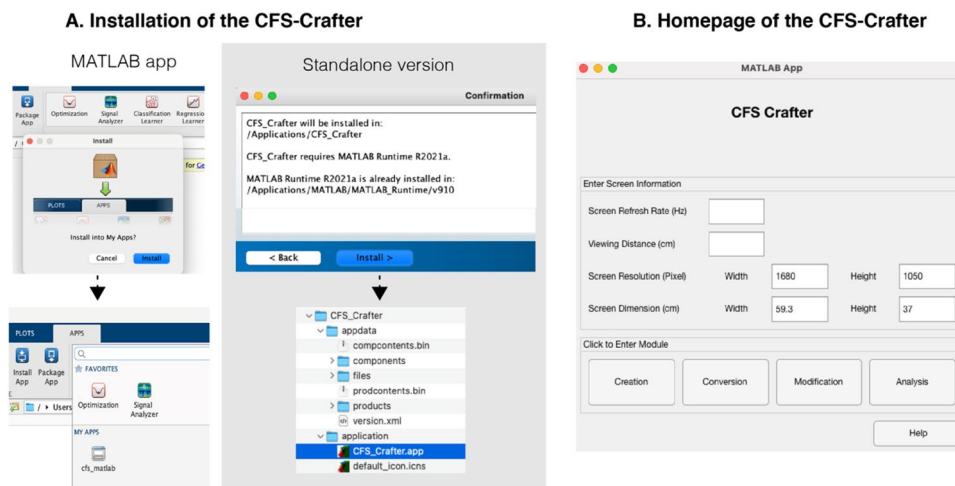 A. Installation of the CFS-Crafter
MATLAB app
Package
App
Optimization
Signal
Analyzer
Classification
Learner
Regressio
Learner
Install
for Ge
PLOTS
APPS
Install into My Apps?
Cancel
Install
PLOTS
APPS
Install
App
Package
App
FAVORITES
Optimization
Signal
Analyzer
/ ▸ Users
MY APPS
cfs_matlab
Standalone version
Confirmation
CFS_Crafter will be installed in:
/Applications/CFS_Crafter
CFS_Crafter requires MATLAB Runtime R2021a.
MATLAB Runtime R2021a is already installed in:
/Applications/MATLAB/MATLAB_Runtime/v910
< Back
Install >
CFS_Crafter
appdata
compcontents.bin
components
files
prodcontents.bin
products
version.xml
application
CFS_Crafter.app
default_icon.icns
B. Homepage of the CFS-Crafter
MATLAB App
CFS Crafter
Enter Screen Information
Screen Refresh Rate (Hz)
Viewing Distance (cm)
Screen Resolution (Pixel) Width 1680 Height 1050
Screen Dimension (cm) Width 59.3 Height 37
Click to Enter Module
Creation Conversion Modification Analysis
Help